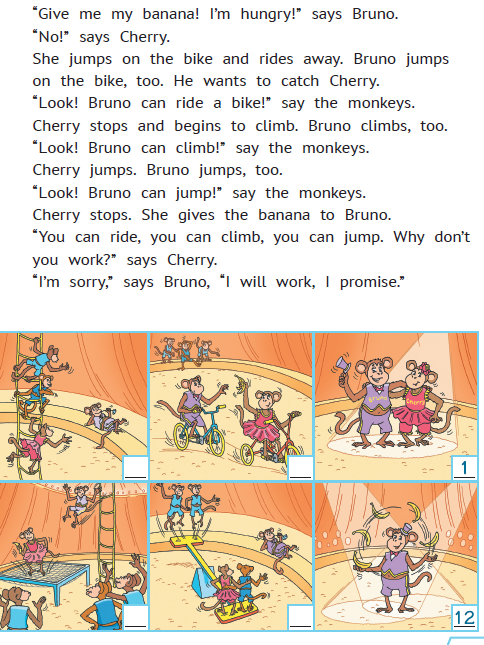 “Give me my banana! I’m hungry!” says Bruno.
“No!” says Cherry.
She jumps on the bike and rides away. Bruno jumps
on the bike, too. He wants to catch Cherry.
“Look! Bruno can ride a bike!” say the monkeys.
Cherry stops and begins to climb. Bruno climbs, too.
“Look! Bruno can climb!” say the monkeys.
Cherry jumps. Bruno jumps, too.
“Look! Bruno can jump!” say the monkeys.
Cherry stops. She gives the banana to Bruno.
“You can ride, you can climb, you can jump. Why don’t
you work?” says Cherry.
“I’m sorry,” says Bruno, “I will work, I promise.”
BRUNO
CHERRY
1
12